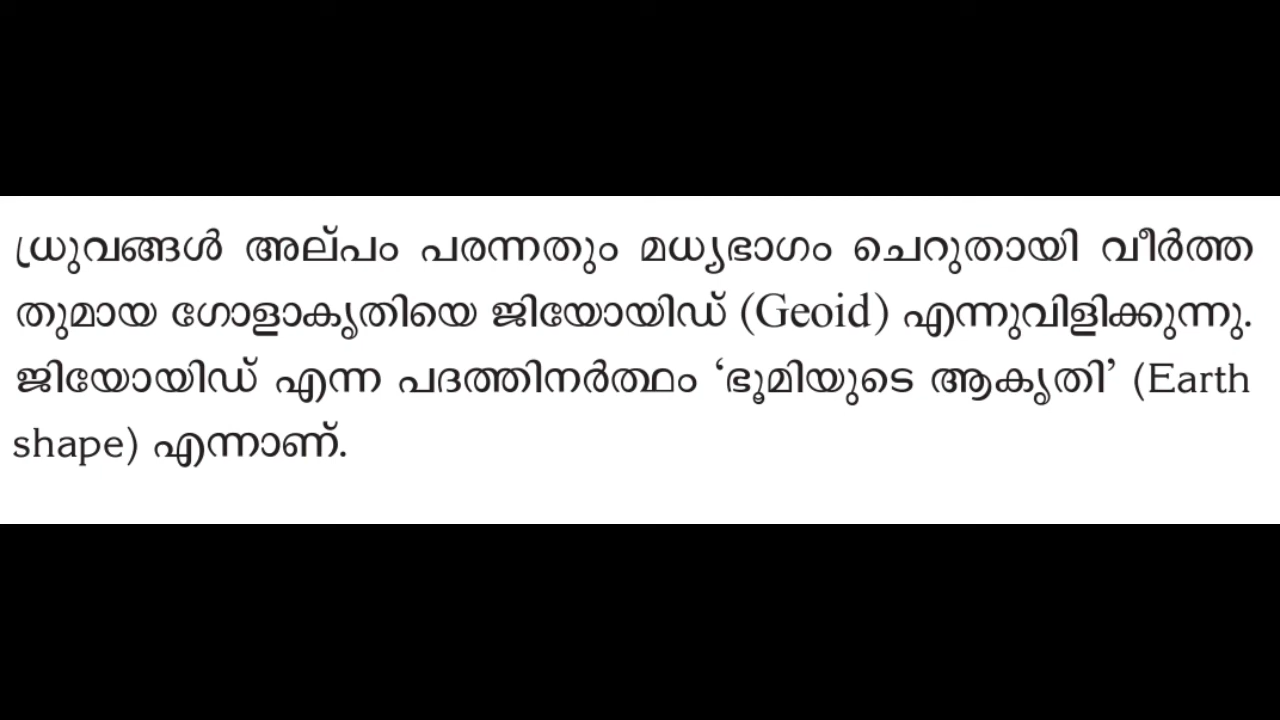 ധ്രുവങ്ങൾ അല്പം പരന്നതും മധ്യഭാഗം ചെറുതായി വീർത്ത
തുമായ ഗോളാകൃതിയെ ജിയോയിഡ് (Geoid) എന്നുവിളിക്കുന്നു.
ജിയോയിഡ് എന്ന പദത്തിനർത്ഥം ‘ഭൂമിയുടെ ആകൃതി’ (Earth
shape) എന്നാണ്.